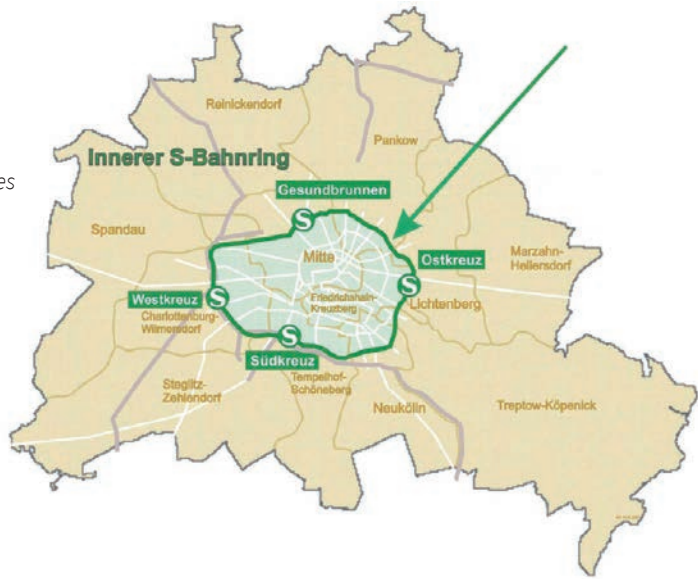 Reinickendorf
Pankow
Innerer S-Bahnring
es
Gesundbrunnen
S
Spandau
Mitte
Ostkreuz
Marzahn-
Hellersdorf
S
Friedrichshain-
Kreuzberg
Westkreuz
S
Lichtenberg
Charlottenburg-
Wilmersdorf
S
Südkreuz
Tempelhof-
Schöneberg
Steglitz-
Zehlendorf
Neukölln
Treptow-Köpenick